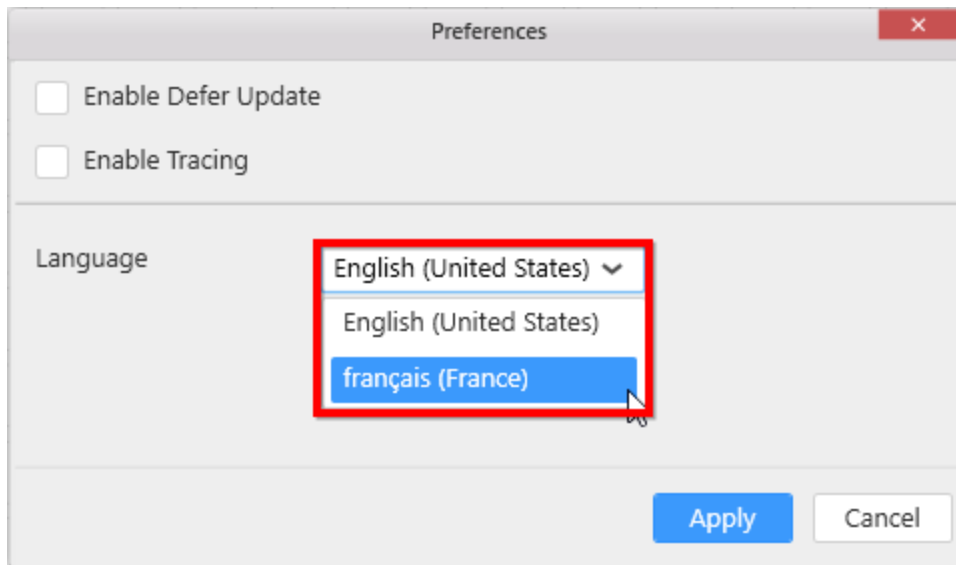 Preferences
Enable Defer Update
Enable Tracing
Language
English (United States)
English (United States)
français (France)
Apply
Cancel